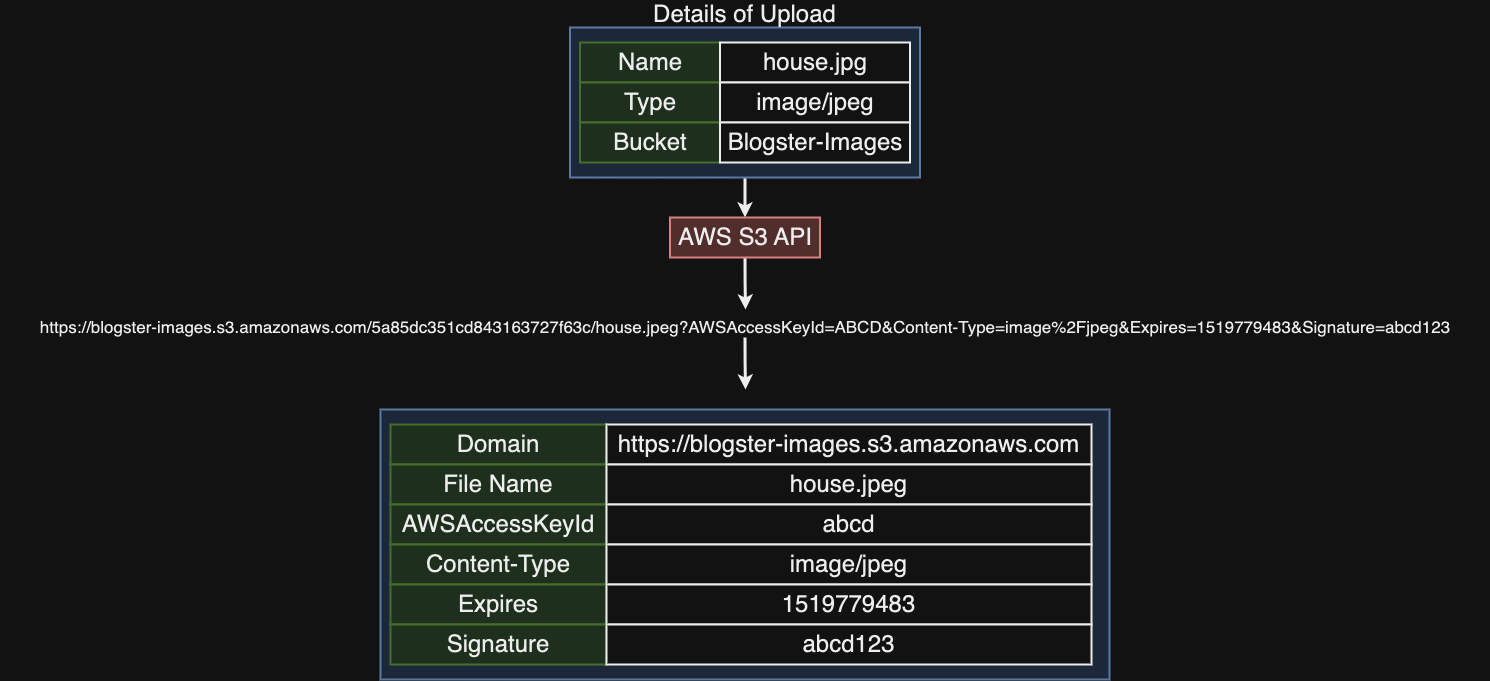 Details of Upload
Name house.jpg
Type image/jpeg
Bucket Blogster-Images
AWS S3 API
https://blogster-images.s3.amazonaws.com/5a85dc351cd843163727f63c/house.jpeg?AWSAccessKeyId=ABCD&Content-Type=image%2Fjpeg&Expires=1519779483&Signature=abcd123
Domain https://blogster-images.s3.amazonaws.com
File Name house.jpeg
AWSAccessKeyId abcd
Content-Type image/jpeg
Expires 1519779483
Signature abcd123